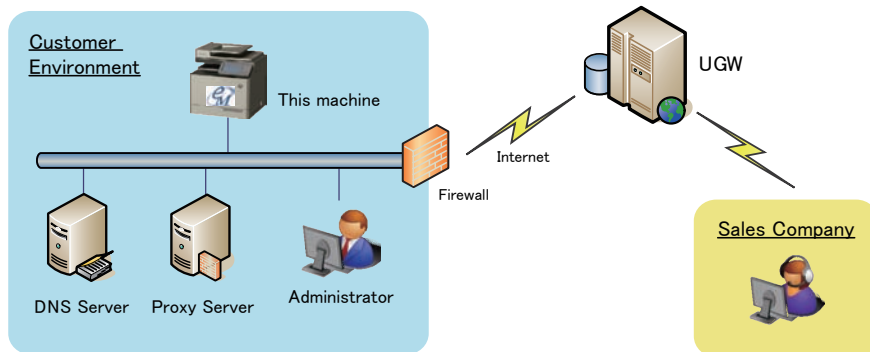 Customer
Environment
This machine
UGW
Internet
Firewall
Sales Company
DNS Server
Proxy Server
Administrator